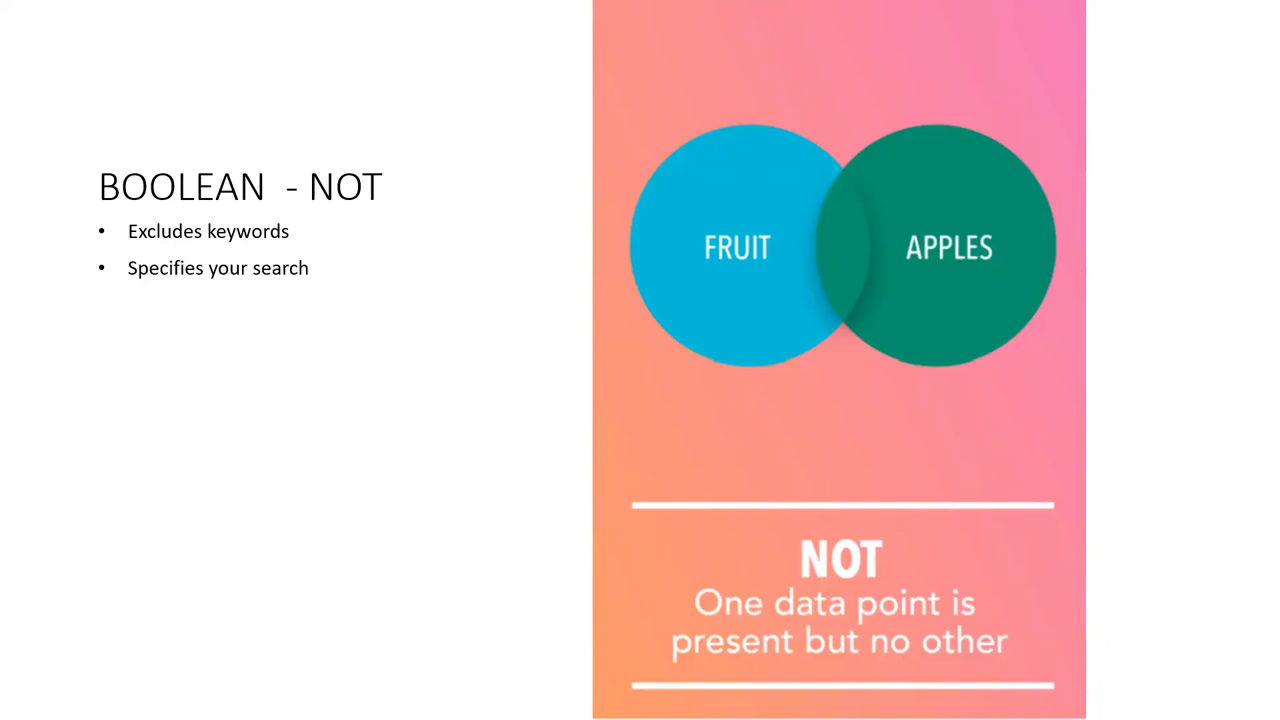 BOOLEAN - NOT
• Excludes keywords
• Specifies your search
FRUIT
APPLES
NOT
One data point is
present but no other